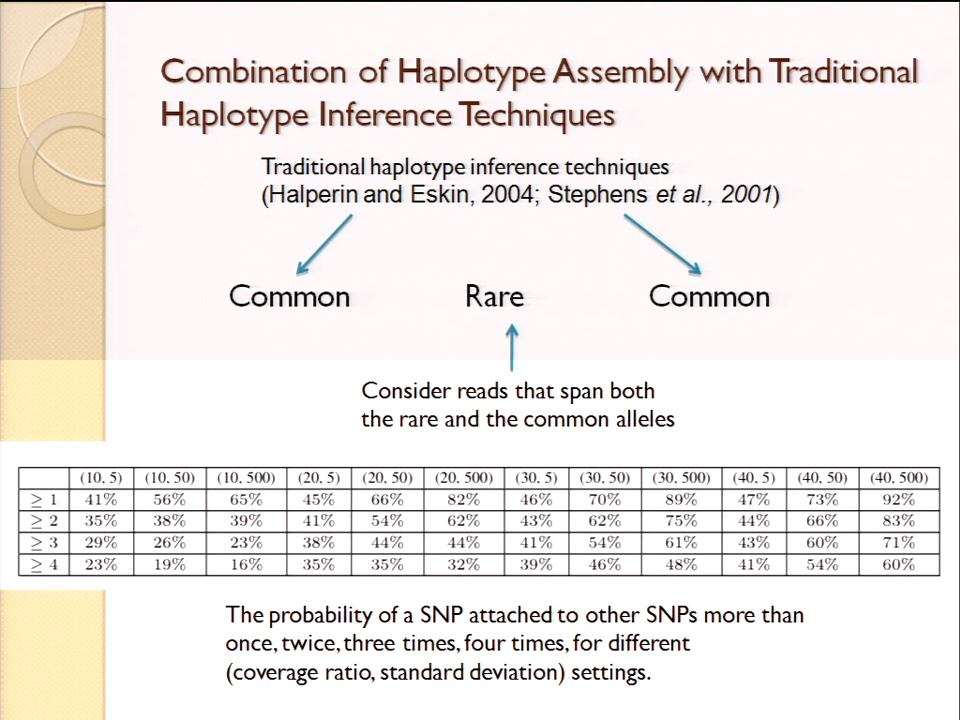 Combination of Haplotype Assembly with Traditional
Haplotype Inference Techniques
Traditional haplotype inference techniques
(Halperin and Eskin, 2004; Stephens et al., 2001)
Common Rare Common
Consider reads that span both
the rare and the common alleles
(10, 5) (10, 50) (10, 500) (20, 5) (20, 50) (20, 500) (30, 5) (30, 50) (30, 500) (40, 5) (40, 50) (40, 500)
≥ 1 41% 56% 65% 45% 66% 82% 46% 70% 89% 47% 73% 92%
≥ 2 35% 38% 39% 41% 54% 62% 43% 62% 75% 44% 66% 83%
≥ 3 29% 26% 23% 38% 44% 44% 41% 54% 61% 43% 60% 71%
≥ 4 23% 19% 16% 35% 35% 32% 39% 46% 48% 41% 54% 60%
The probability of a SNP attached to other SNPs more than
once, twice, three times, four times, for different
(coverage ratio, standard deviation) settings.